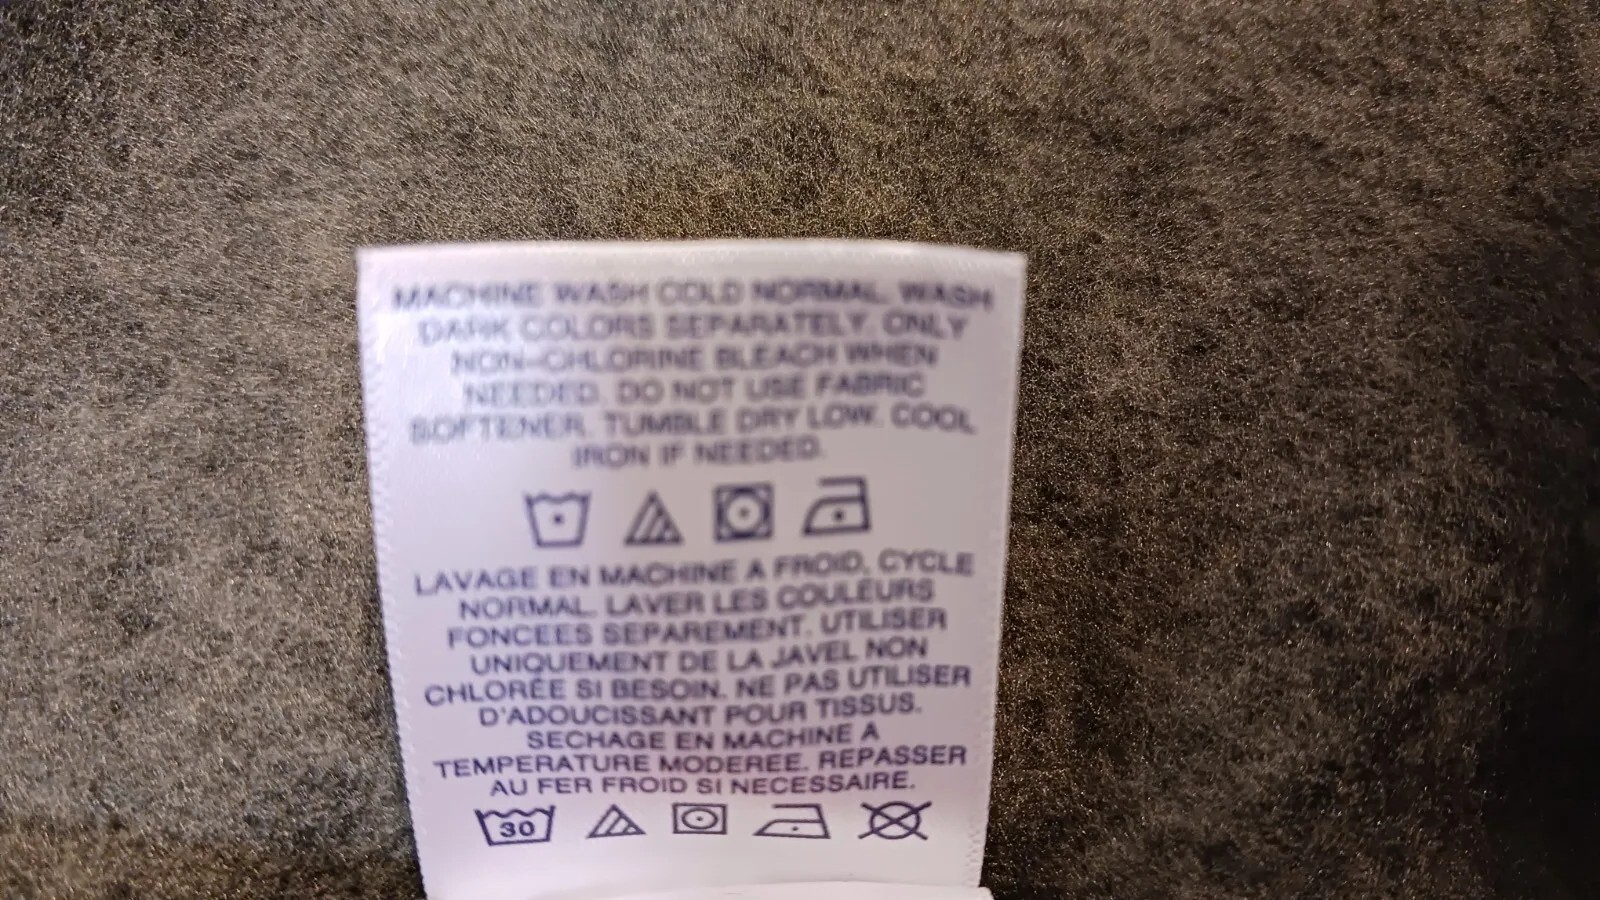 MACHINE WASH COLD NORMAL. WASH
DARK COLORS SEPARATELY. ONLY
NON-CHLORINE BLEACH WHEN
NEEDED. DO NOT USE FABRIC
SOFTENER. TUMBLE DRY LOW. COOL
IRON IF NEEDED.
LAVAGE EN MACHINE A FROID, CYCLE
NORMAL. LAVER LES COULEURS
FONCEES SEPAREMENT. UTILISER
UNIQUEMENT DE LA JAVEL NON
CHLORÉE SI BESOIN. NE PAS UTILISER
D'ADOUCISSANT POUR TISSUS.
SECHAGE EN MACHINE A
TEMPERATURE MODEREE. REPASSER
AU FER FROID SI NECESSAIRE.
30